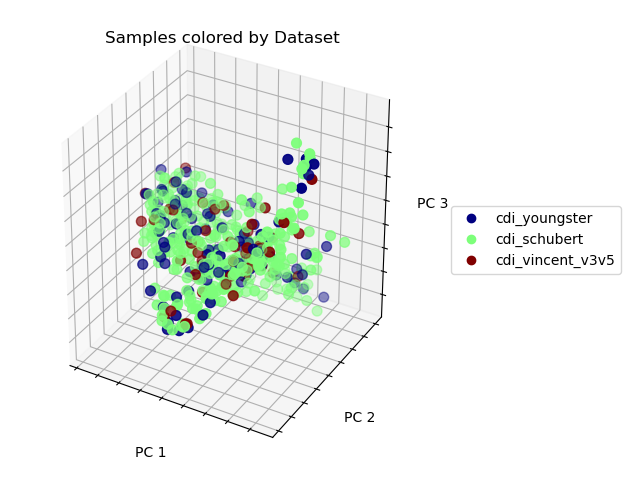 Samples colored by Dataset
PC 3
cdi_youngster
cdi_schubert
cdi_vincent_v3v5
PC 2
PC 1